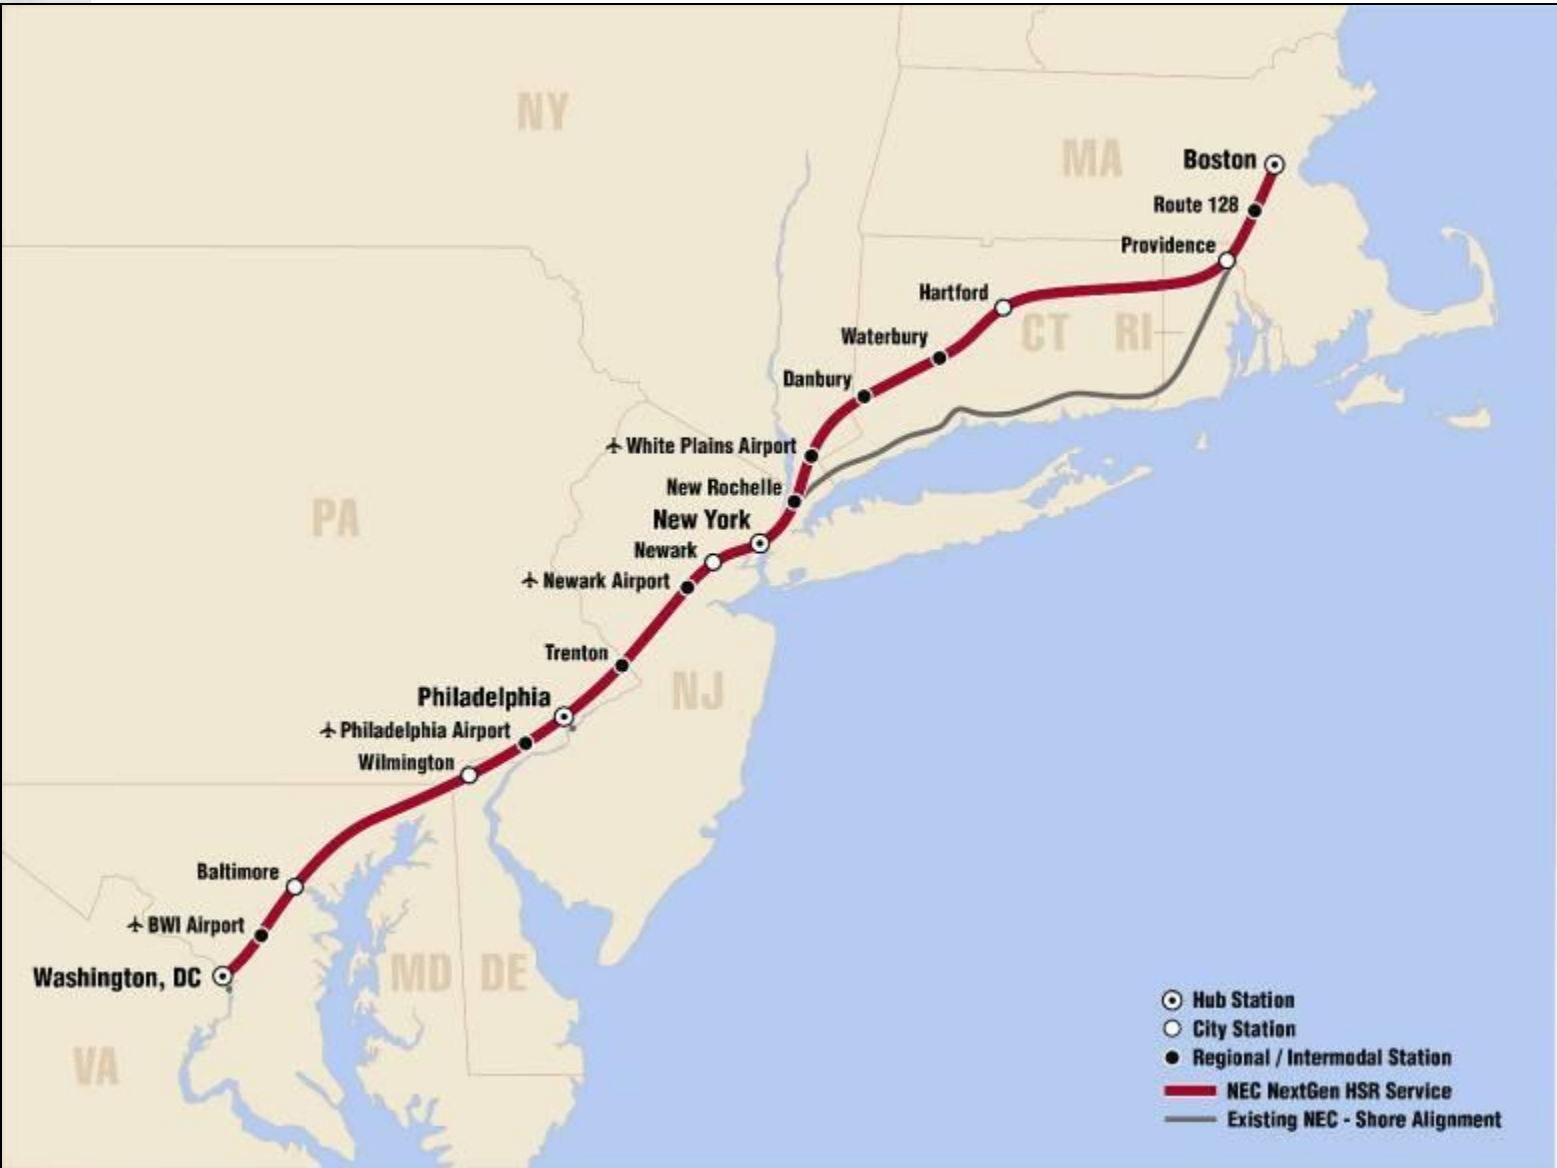 NY
MA
Boston
Route 128
Providence
Hartford
CT
RI
Waterbury
Danbury
White Plains Airport
New Rochelle
PA
New York
Newark
Newark Airport
Trenton
NJ
Philadelphia
Philadelphia Airport
Wilmington
Baltimore
BWI Airport
Washington, DC
MD
DE
VA
Hub Station
City Station
Regional / Intermodal Station
NEC NextGen HSR Service
Existing NEC - Shore Alignment